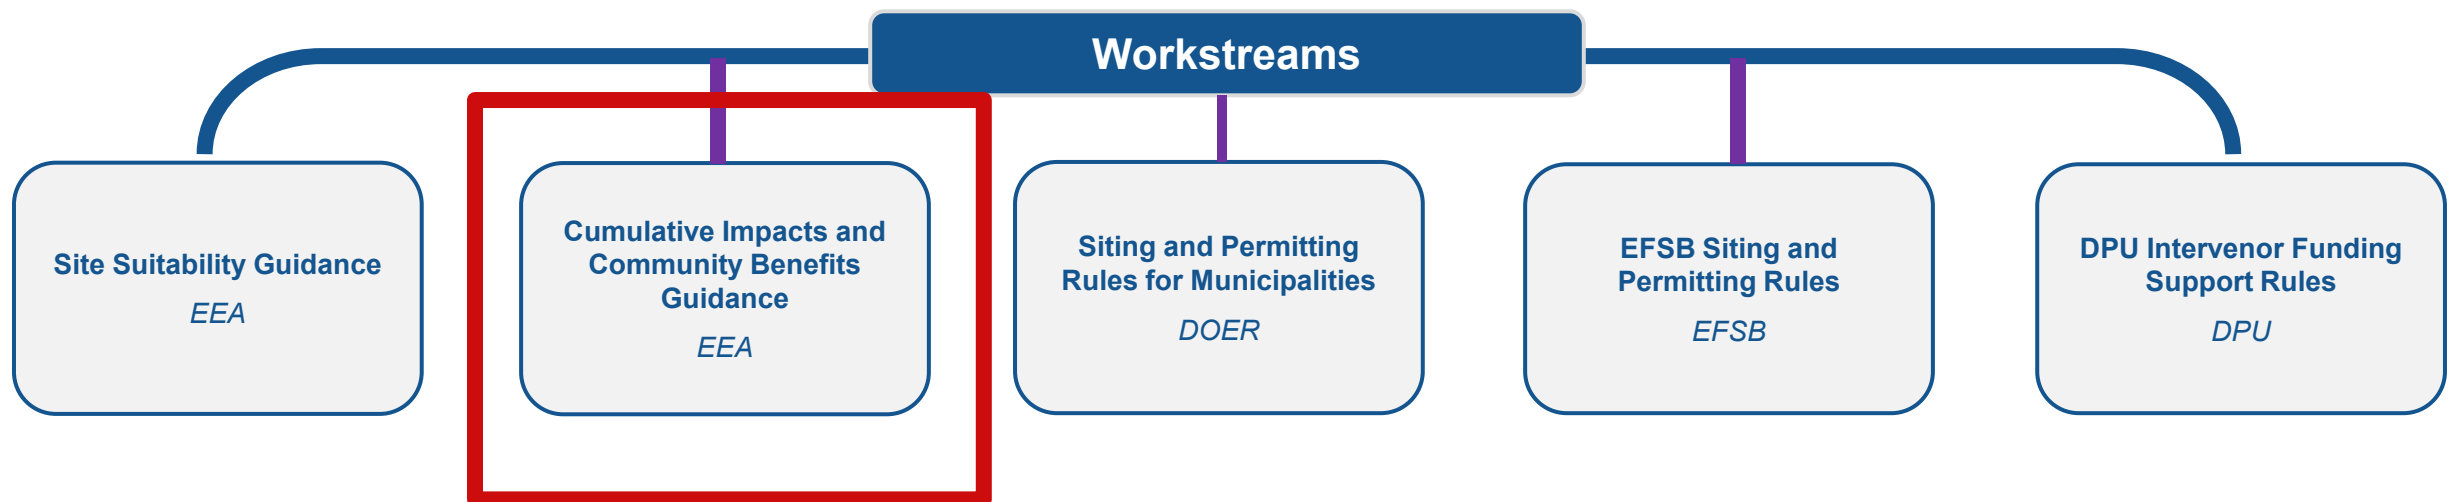 Workstreams
Site Suitability Guidance
EEA
Cumulative Impacts and
Community Benefits
Guidance
EEA
Siting and Permitting
Rules for Municipalities
DOER
EFSB Siting and
Permitting Rules
EFSB
DPU Intervenor Funding
Support Rules
DPU